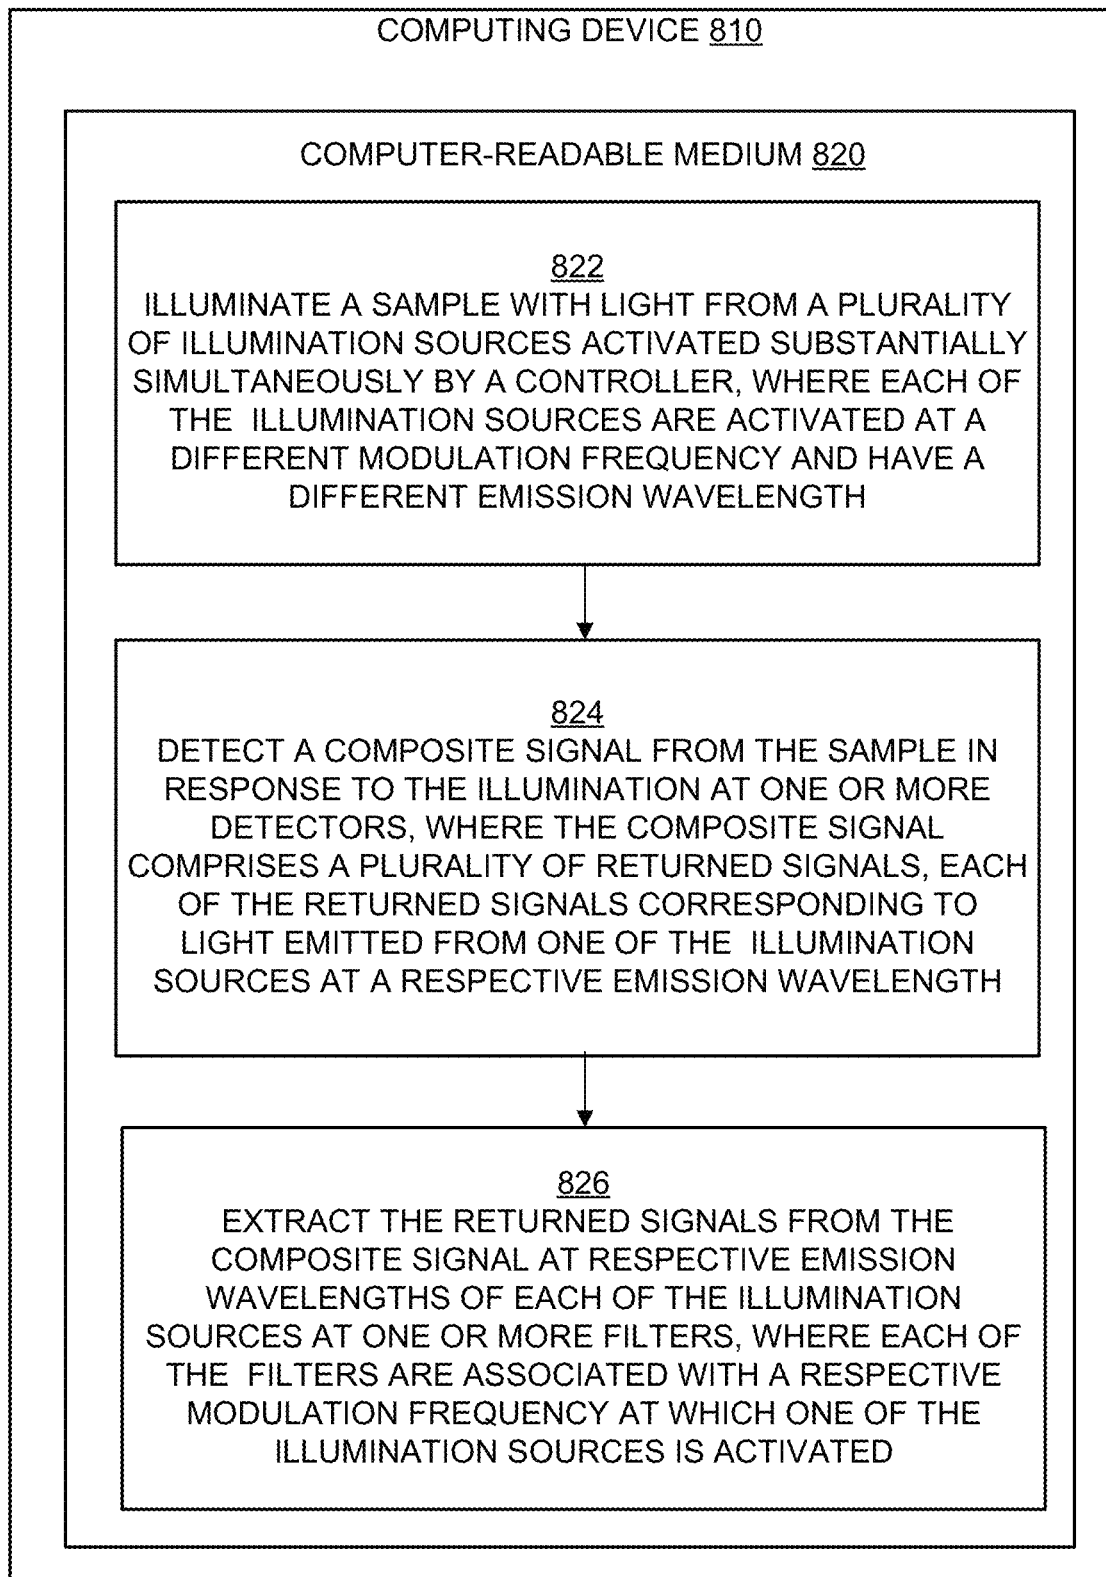 COMPUTING DEVICE 810
COMPUTER-READABLE MEDIUM 820
822
ILLUMINATE A SAMPLE WITH LIGHT FROM A PLURALITY
OF ILLUMINATION SOURCES ACTIVATED SUBSTANTIALLY
SIMULTANEOUSLY BY A CONTROLLER, WHERE EACH OF
THE ILLUMINATION SOURCES ARE ACTIVATED AT A
DIFFERENT MODULATION FREQUENCY AND HAVE A
DIFFERENT EMISSION WAVELENGTH
824
DETECT A COMPOSITE SIGNAL FROM THE SAMPLE IN
RESPONSE TO THE ILLUMINATION AT ONE OR MORE
DETECTORS, WHERE THE COMPOSITE SIGNAL
COMPRISES A PLURALITY OF RETURNED SIGNALS, EACH
OF THE RETURNED SIGNALS CORRESPONDING TO
LIGHT EMITTED FROM ONE OF THE ILLUMINATION
SOURCES AT A RESPECTIVE EMISSION WAVELENGTH
826
EXTRACT THE RETURNED SIGNALS FROM THE
COMPOSITE SIGNAL AT RESPECTIVE EMISSION
WAVELENGTHS OF EACH OF THE ILLUMINATION
SOURCES AT ONE OR MORE FILTERS, WHERE EACH OF
THE FILTERS ARE ASSOCIATED WITH A RESPECTIVE
MODULATION FREQUENCY AT WHICH ONE OF THE
ILLUMINATION SOURCES IS ACTIVATED